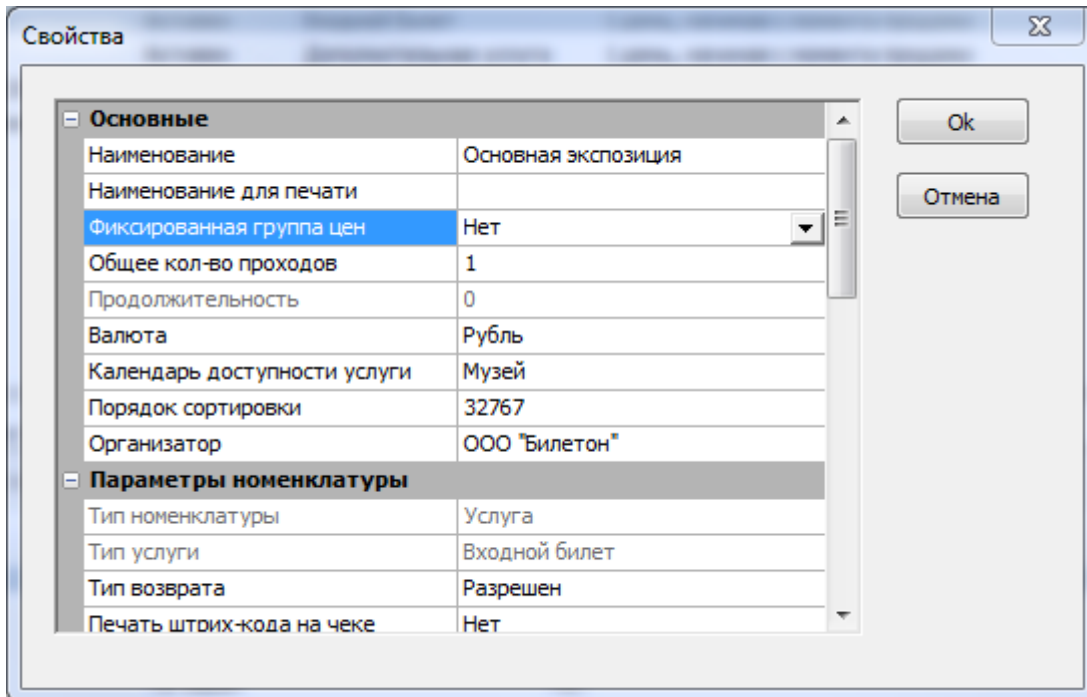 Свойства
Основные
Наименование Основная экспозиция
Наименование для печати
Фиксированная группа цен Нет
Общее кол-во проходов 1
Продолжительность 0
Валюта Рубль
Календарь доступности услуги Музей
Порядок сортировки 32767
Организатор ООО "Билетон"
Параметры номенклатуры
Тип номенклатуры Услуга
Тип услуги Входной билет
Тип возврата Разрешен
Печать штрих-кода на чеке Нет
Ok
Отмена